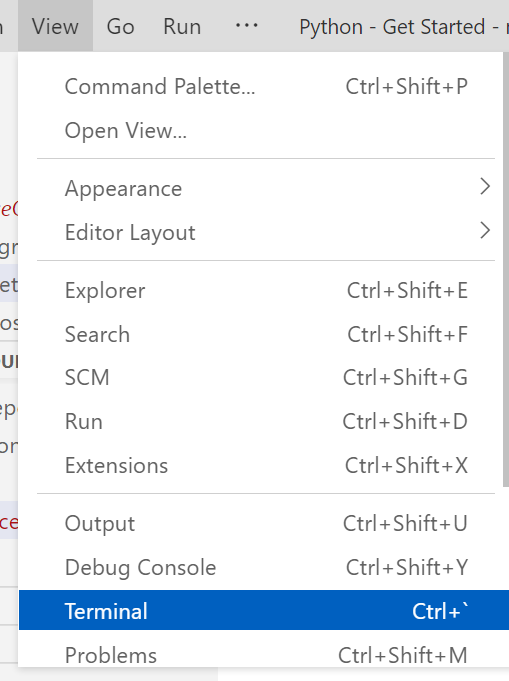 View Go Run ··· Python - Get Started -
Command Palette... Ctrl+Shift+P
Open View...
Appearance
Editor Layout
Explorer Ctrl+Shift+E
Search Ctrl+Shift+F
SCM Ctrl+Shift+G
Run Ctrl+Shift+D
Extensions Ctrl+Shift+X
Output Ctrl+Shift+U
Debug Console Ctrl+Shift+Y
Terminal Ctrl+`
Problems Ctrl+Shift+M